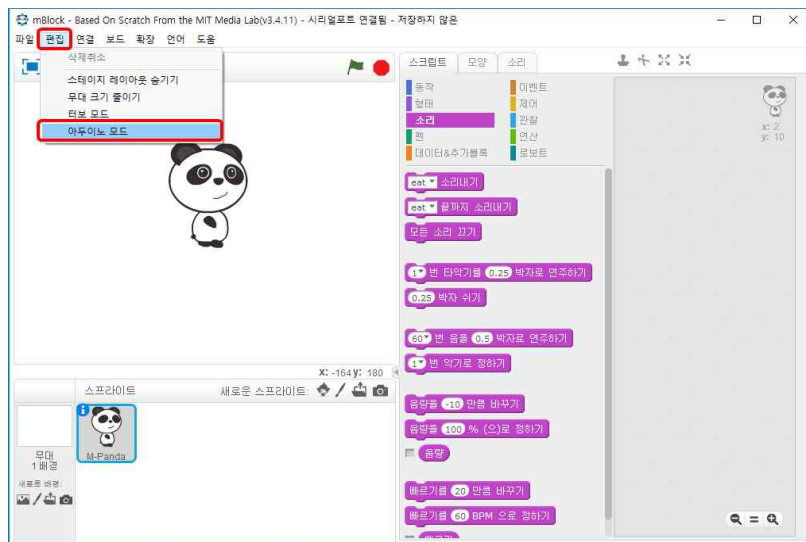 mBlock - Based On Scratch From the MIT Media Lab(v3.4.11) - 시리얼포트 연결됨 - 저장하지 않은
파일 편집 연결 보드 확장 언어 도움
삭제취소
스테이지 레이아웃 숨기기
무대 크기 줄이기
터보 모드
아두이노 모드
스크립트 모양 소리
동작 이벤트
형태 제어
소리 관찰
펜 연산
데이터&추가블록 로보트
x: 2
y: 10
eat 소리내기
eat 끝까지 소리내기
모든 소리 끄기
1 번 타악기를 0.25 박자로 연주하기
0.25 박자 쉬기
60 번 음을 0.5 박자로 연주하기
1 번 악기로 정하기
음량을 -10 만큼 바꾸기
음량을 100 % (으)로 정하기
음량
빠르기를 20 만큼 바꾸기
빠르기를 60 BPM 으로 정하기
X: -164 y: 180
스프라이트 새로운 스프라이트:
M-Panda
무대
1 배경
새로운 배경: